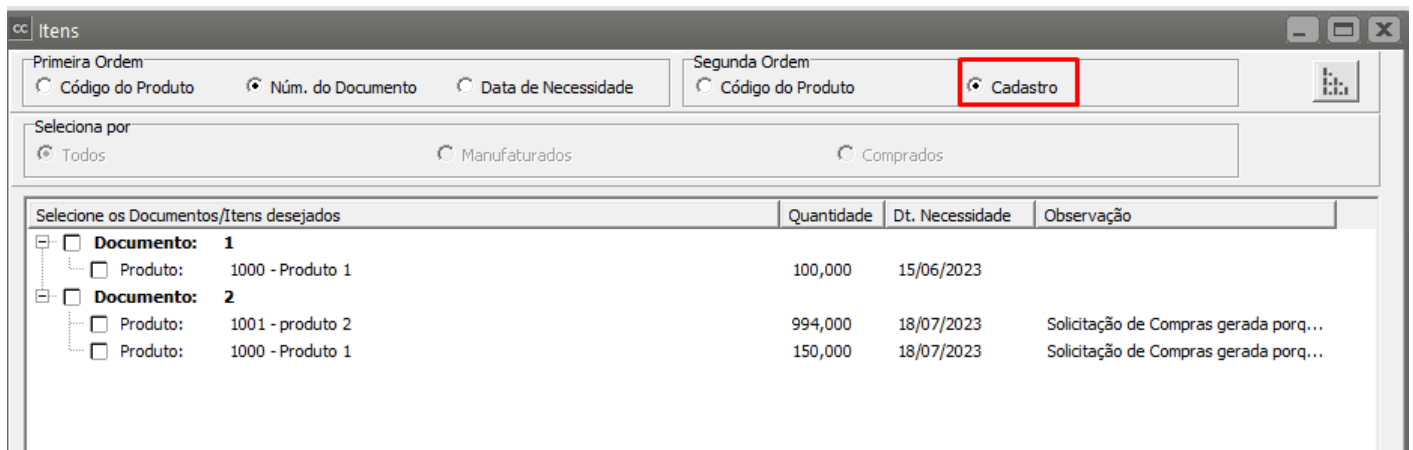 cc Itens
Primeira Ordem Segunda Ordem
Código do Produto Núm. do Documento Data de Necessidade Código do Produto Cadastro
Seleciona por
Todos Manufaturados Comprados
Selecione os Documentos/Itens desejados Quantidade Dt. Necessidade Observação
Documento: 1
Produto: 1000 - Produto 1 100,000 15/06/2023
Documento: 2
Produto: 1001 - produto 2 994,000 18/07/2023 Solicitação de Compras gerada porq...
Produto: 1000 - Produto 1 150,000 18/07/2023 Solicitação de Compras gerada porq...